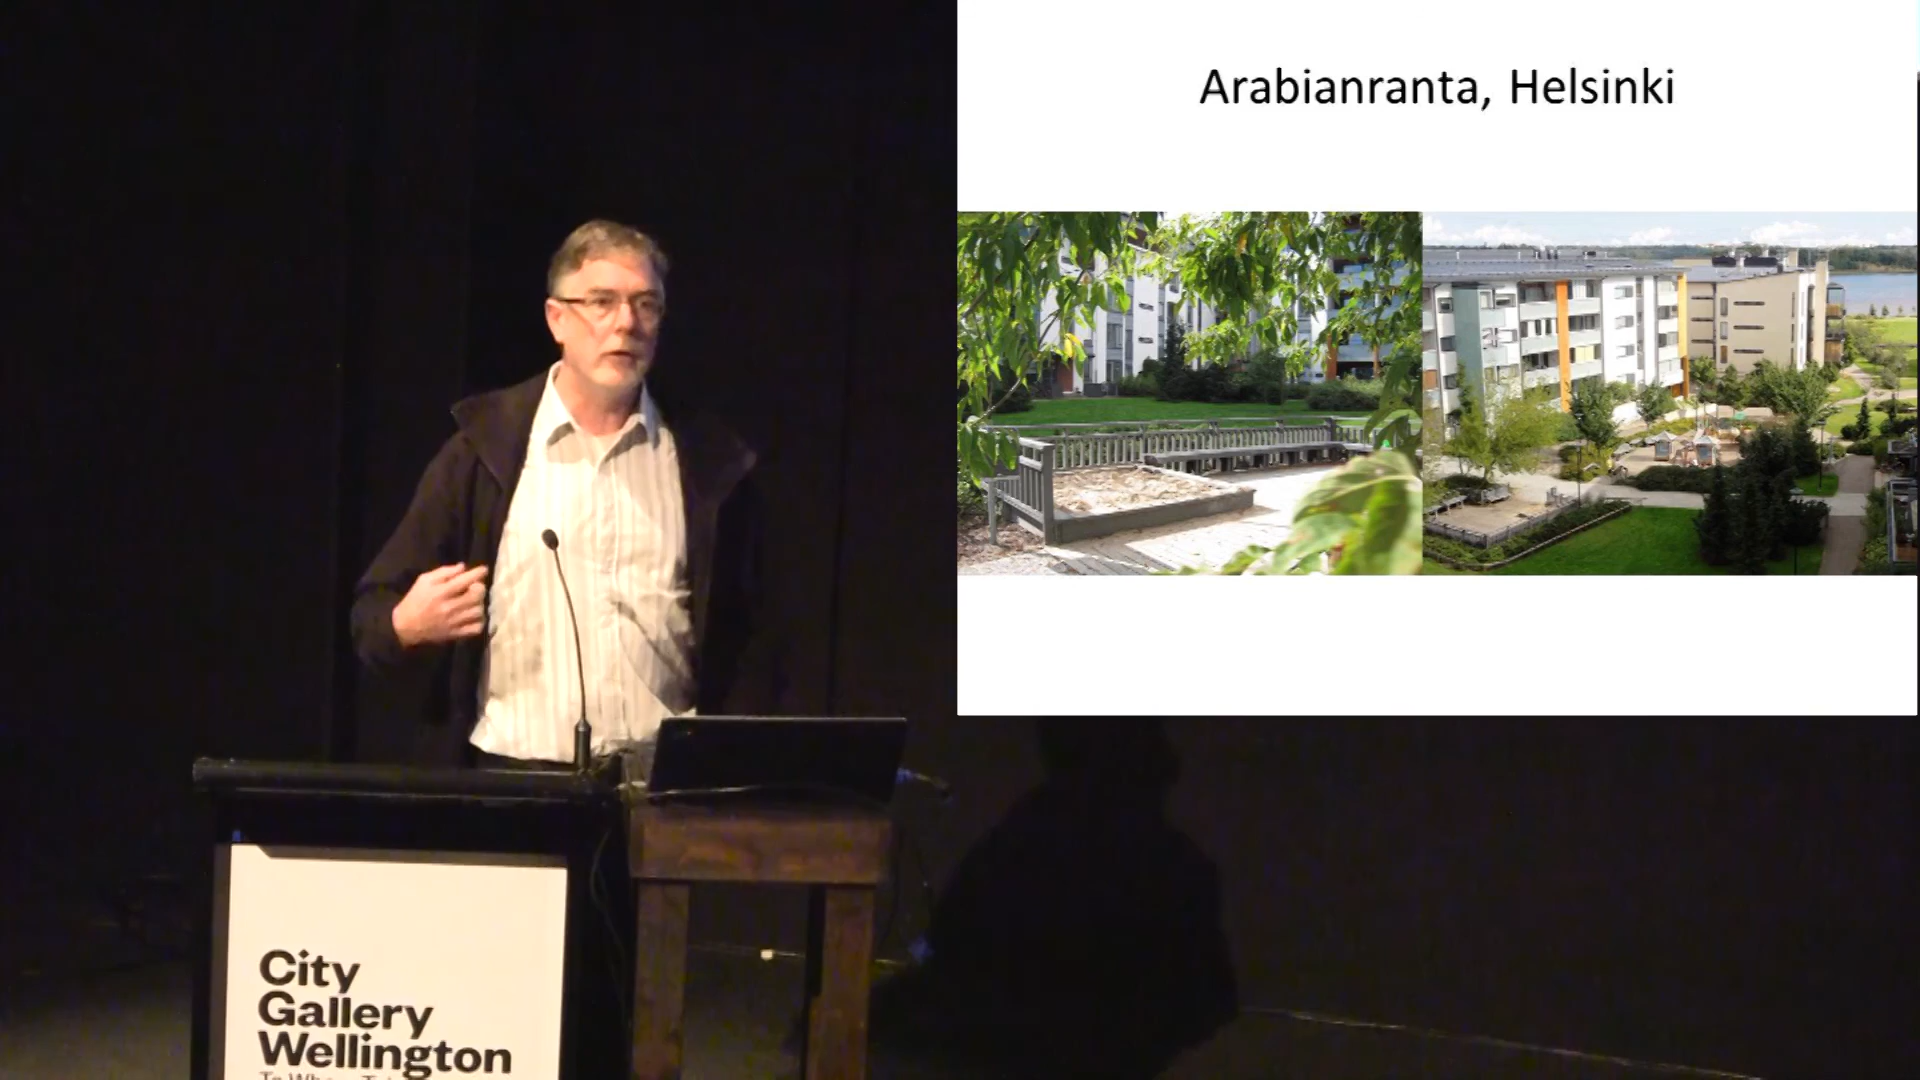 Arabianranta, Helsinki
City
Gallery
Wellington